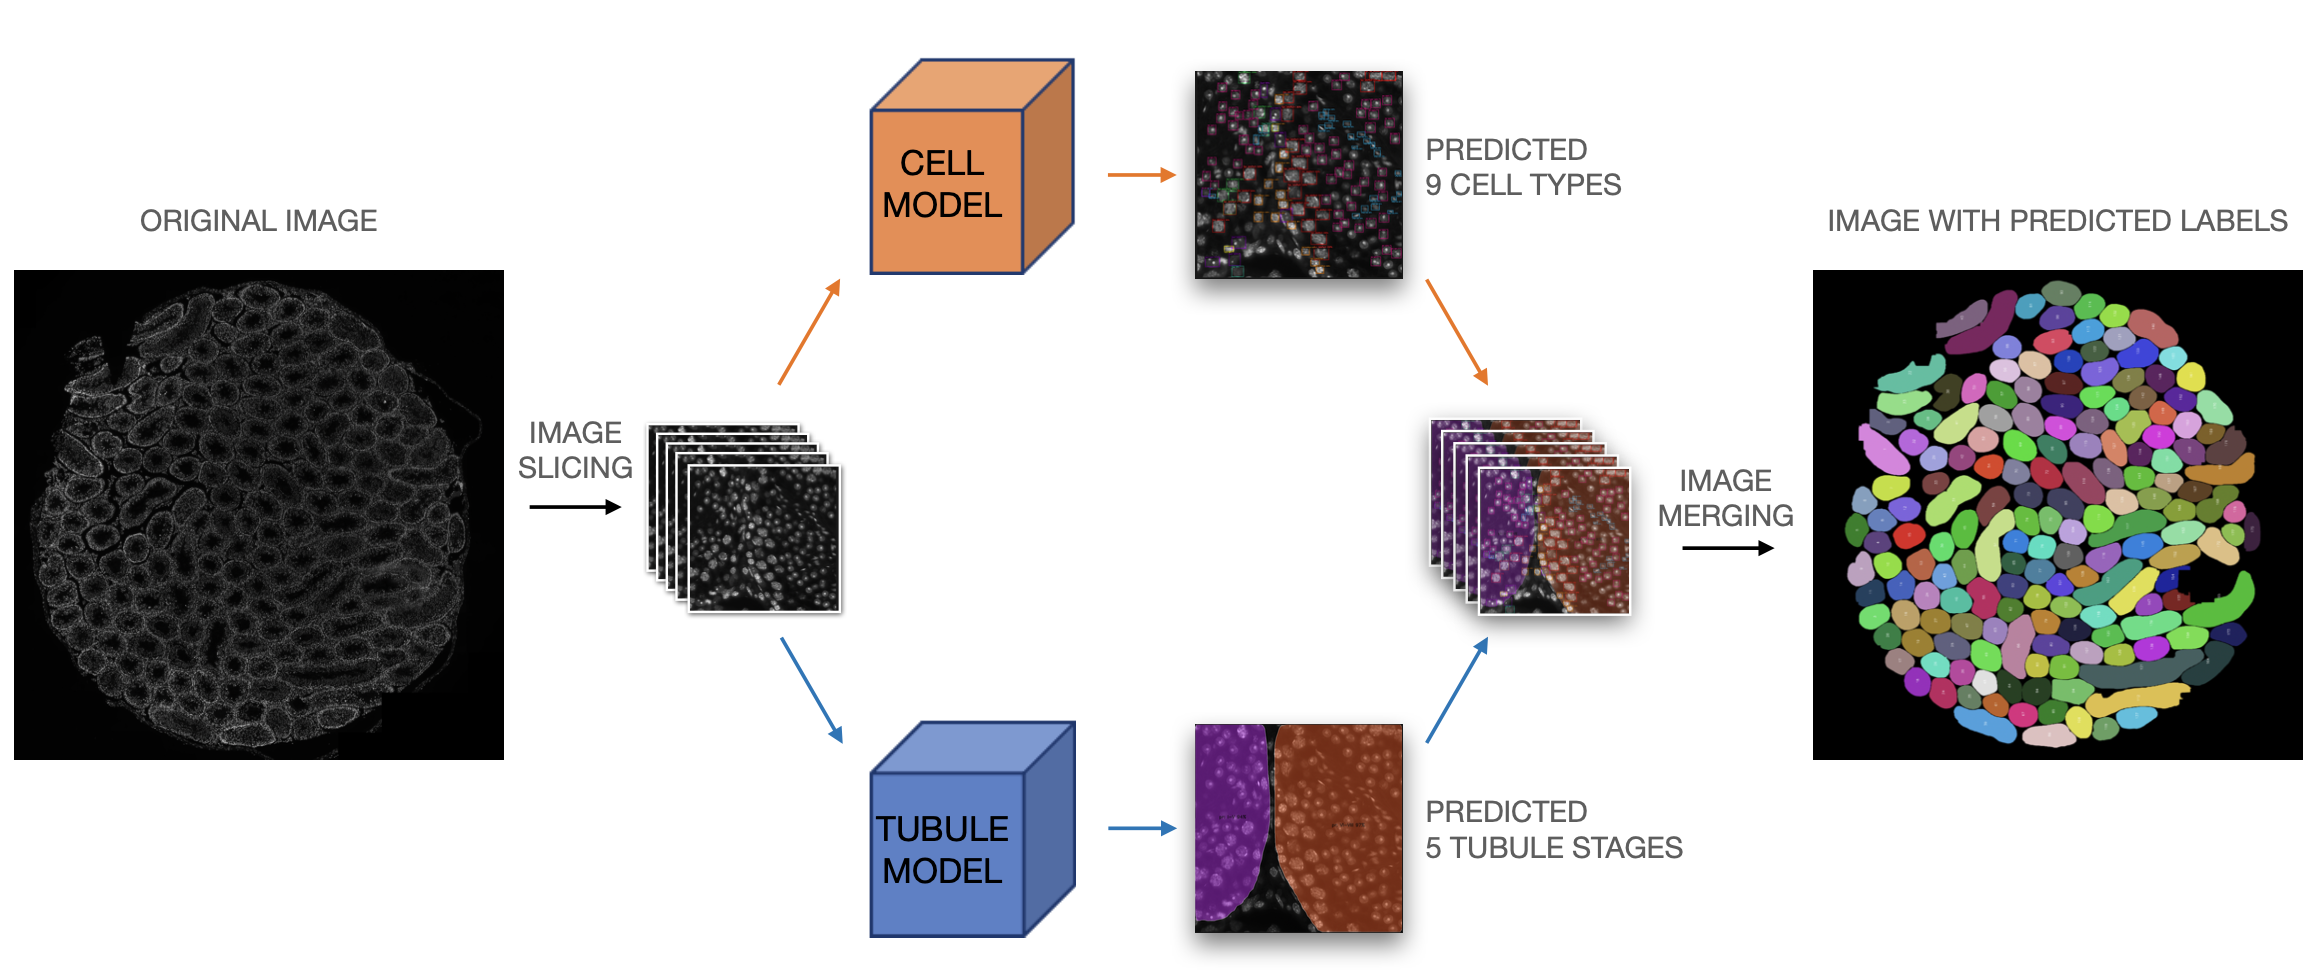 ORIGINAL IMAGE
IMAGE
SLICING
CELL
MODEL
PREDICTED
9 CELL TYPES
TUBULE
MODEL
PREDICTED
5 TUBULE STAGES
IMAGE
MERGING
IMAGE WITH PREDICTED LABELS